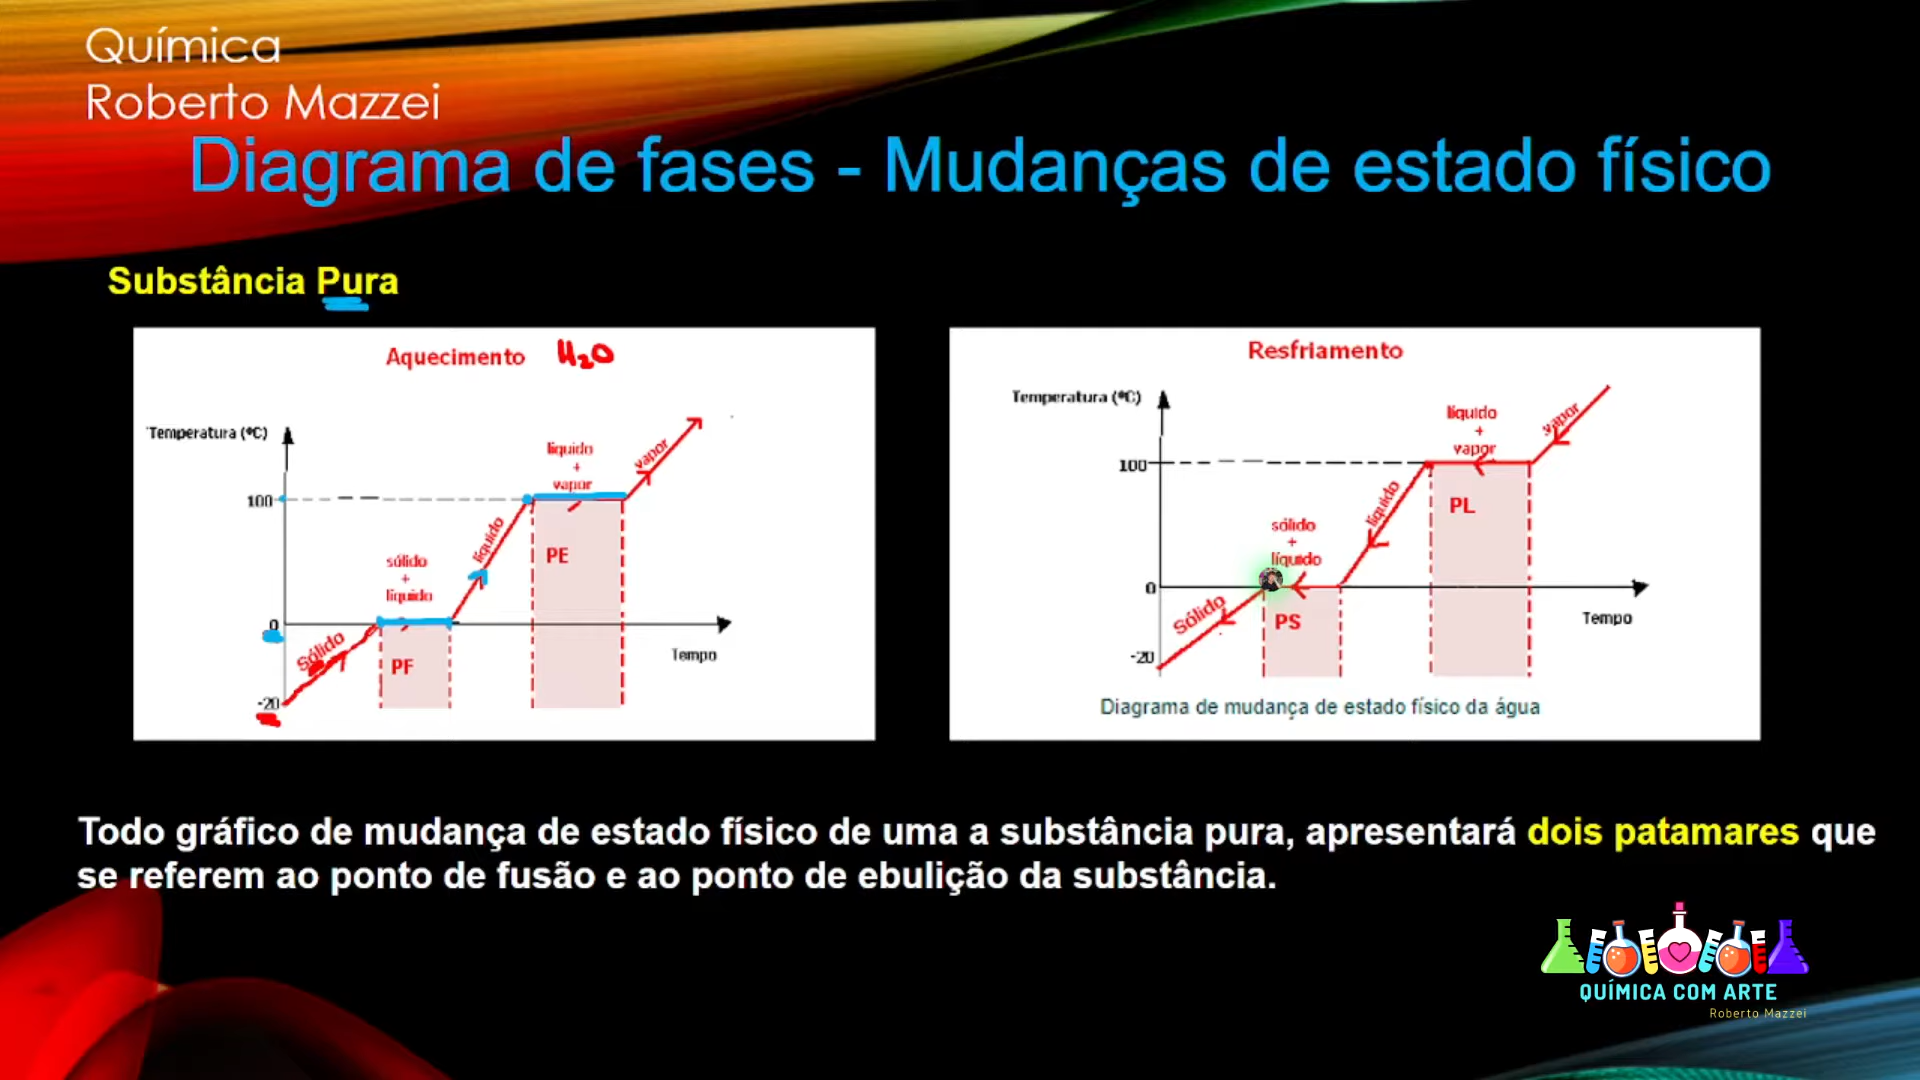 Química
Roberto Mazzei
Diagrama de fases - Mudanças de estado físico
Substância Pura
Aquecimento H2O
Temperatura (ºC)
100
0
-20
Sólido
sólido
+
líquido
PF
líquido
líquido
+
vapor
PE
vapor
Tempo
Resfriamento
Temperatura (ºC)
100
0
-20
vapor
líquido
+
vapor
PL
líquido
sólido
+
líquido
PS
Sólido
Tempo
Diagrama de mudança de estado físico da água
Todo gráfico de mudança de estado físico de uma a substância pura, apresentará dois patamares que
se referem ao ponto de fusão e ao ponto de ebulição da substância.
QUÍMICA COM ARTE
Roberto Mazzei